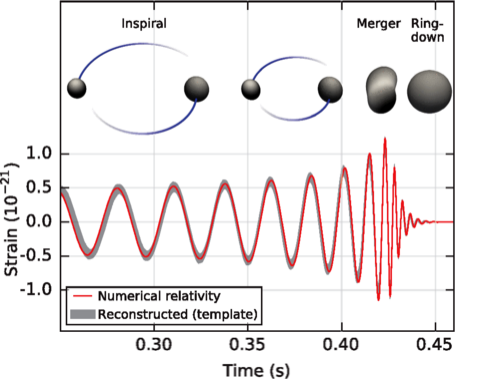 Inspiral
Merger Ring-
down
Strain (10⁻²¹)
1.0
0.5
0.0
-0.5
-1.0
Numerical relativity
Reconstructed (template)
0.30 0.35 0.40 0.45
Time (s)